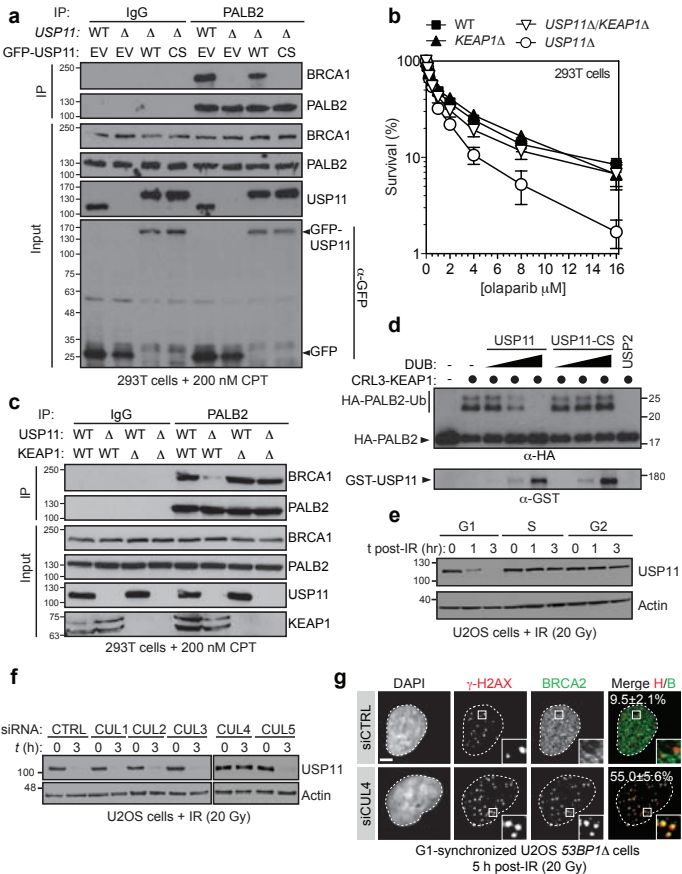 a
IP: IgG PALB2
USP11: WT Δ Δ Δ WT Δ Δ Δ
GFP-USP11: EV EV WT CS EV EV WT CS
IP
250
BRCA1
130
100
PALB2
Input
250
BRCA1
130
100
PALB2
170
130
100
USP11
170
130
100
75
63
48
35
25
GFP-
USP11
α-GFP
GFP
293T cells + 200 nM CPT
b
WT
KEAP1Δ
USP11Δ/KEAP1Δ
USP11Δ
293T cells
Survival (%)
100
10
1
0 2 4 6 8 10 12 14 16
[olaparib μM]
c
IP: IgG PALB2
USP11: WT Δ WT Δ WT Δ WT Δ
KEAP1: WT WT Δ Δ WT WT Δ Δ
IP
250
BRCA1
130
100
PALB2
Input
250
BRCA1
130
100
PALB2
130
100
USP11
75
63
KEAP1
293T cells + 200 nM CPT
d
USP11 USP11-CS USP2
DUB: - -
CRL3-KEAP1: -
HA-PALB2-Ub
25
20
HA-PALB2
17
α-HA
GST-USP11
180
α-GST
e
G1 S G2
t post-IR (hr): 0 1 3 0 1 3 0 1 3
130
100
USP11
40
Actin
U2OS cells + IR (20 Gy)
f
siRNA: CTRL CUL1 CUL2 CUL3 CUL4 CUL5
t (h): 0 3 0 3 0 3 0 3 0 3 0 3
100
USP11
48
Actin
U2OS cells + IR (20 Gy)
g
DAPI γ-H2AX BRCA2 Merge H/B
siCTRL
9.5±2.1%
siCUL4
55.0±5.6%
G1-synchronized U2OS 53BP1Δ cells
5 h post-IR (20 Gy)